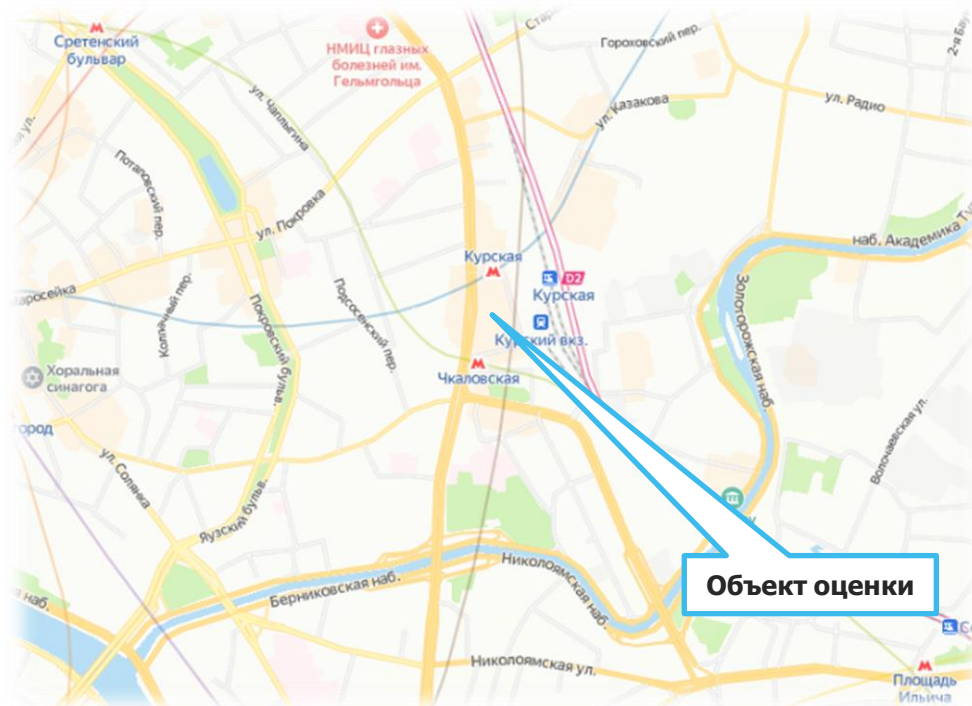 Сретенский
бульвар
НМИЦ глазных
болезней им.
Гельмгольца
Гороховский пер.
ул. Чаплыгина
ул. Казакова
ул. Радио
Потаповский пер.
ул. Покровка
наб. Академика
Курская
D2
Курская
Колпачный пер.
Подсосенский пер.
Покровский бульв.
Золоторожская наб.
Курский вкз.
Хоральная
синагога
Чкаловская
Волочаевская ул.
ул. Солянка
Яузский бульв.
Николоямская наб.
Берниковская наб.
Объект оценки
наб.
Николоямская ул.
Площадь
Ильича